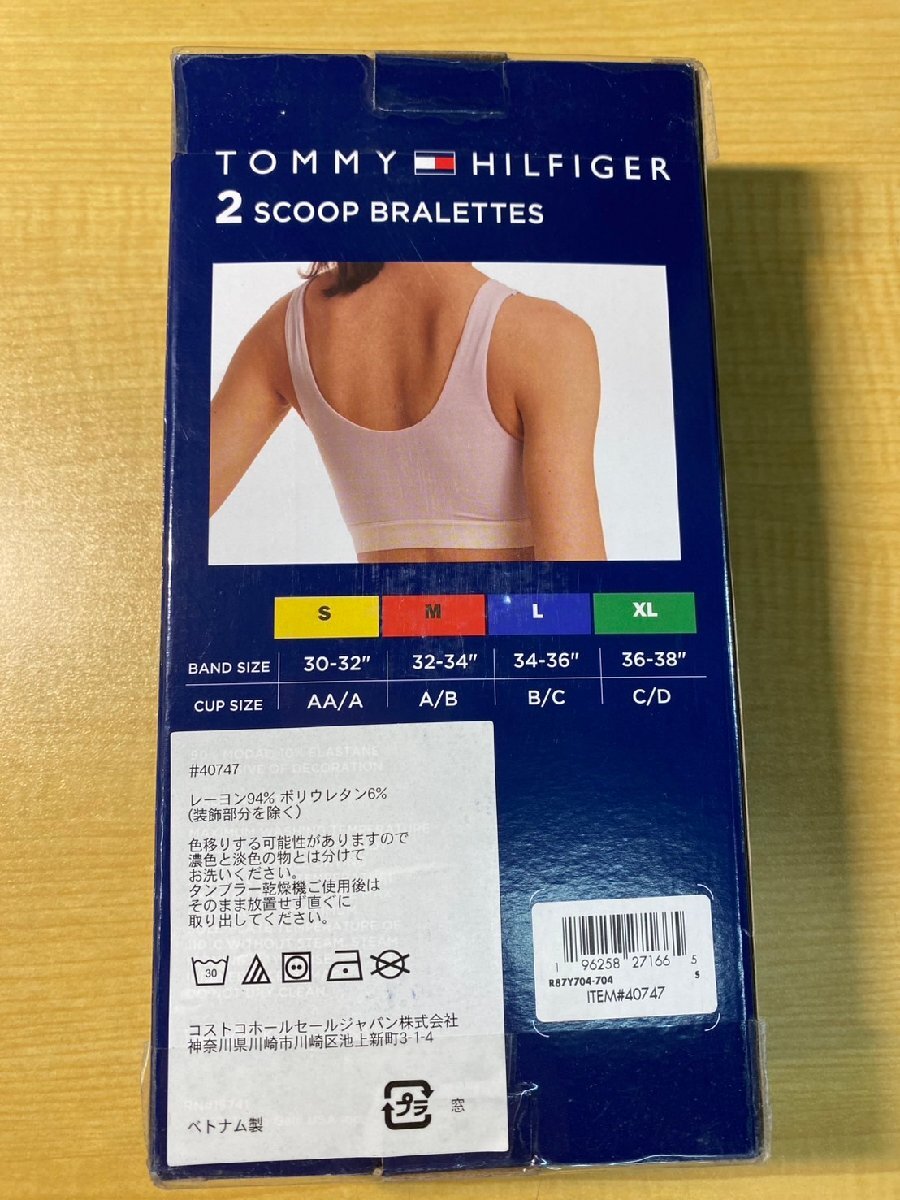 TOMMY HILFIGER
2 SCOOP BRALETTES
S M L XL
BAND SIZE 30-32" 32-34" 34-36" 36-38"
CUP SIZE AA/A A/B B/C C/D
#40747
レーヨン94% ポリウレタン6%
(装飾部分を除く)
色移りする可能性がありますので
濃色と淡色の物とは分けて
お洗いください。
タンブラー乾燥機ご使用後は
そのまま放置せず直ぐに
取り出してください。
30
コストコホールセールジャパン株式会社
神奈川県川崎市川崎区池上新町3-1-4
プラ 窓
ベトナム製
1 96258 27166 5
R87Y704-704 S
ITEM#40747